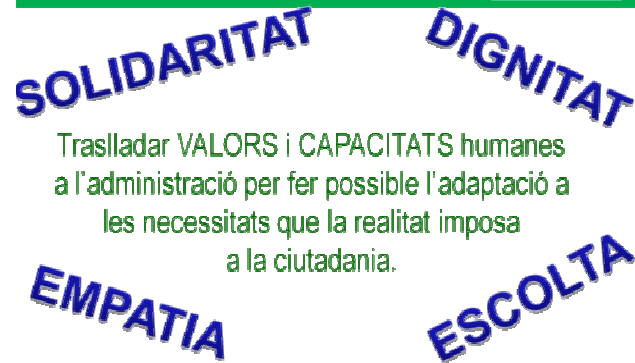 SOLIDARITAT
DIGNITAT
Traslladar VALORS i CAPACITATS humanes
a l'administració per fer possible l'adaptació a
les necessitats que la realitat imposa
a la ciutadania.
EMPATIA
ESCOLTA